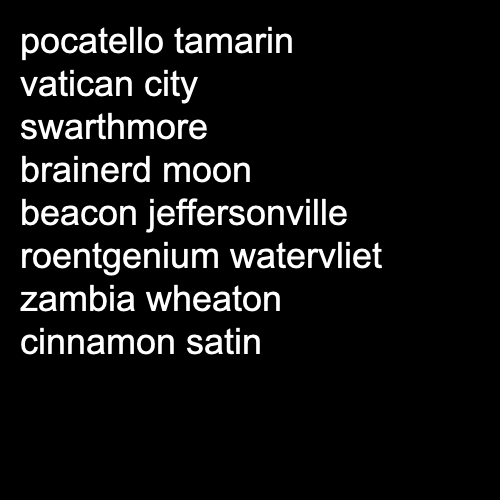 pocatello tamarin
vatican city
swarthmore
brainerd moon
beacon jeffersonville
roentgenium watervliet
zambia wheaton
cinnamon satin